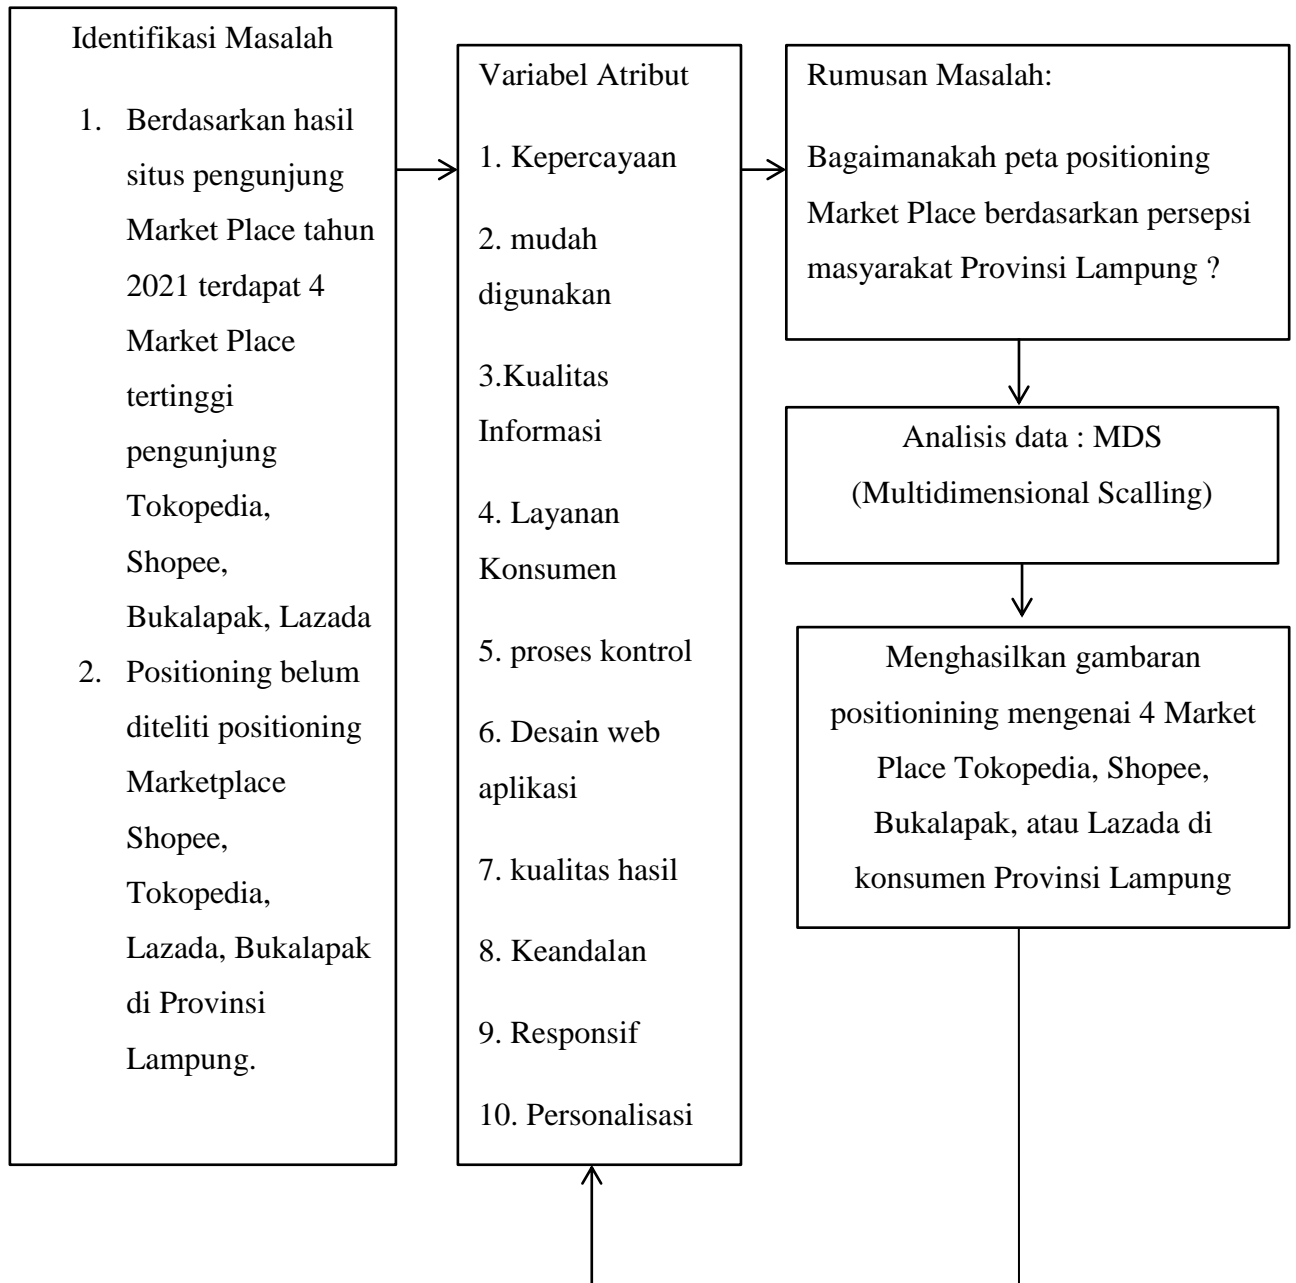 Identifikasi Masalah
1. Berdasarkan hasil
situs pengunjung
Market Place tahun
2021 terdapat 4
Market Place
tertinggi
pengunjung
Tokopedia,
Shopee,
Bukalapak, Lazada
2. Positioning belum
diteliti positioning
Marketplace
Shopee,
Tokopedia,
Lazada, Bukalapak
di Provinsi
Lampung.
Variabel Atribut
1. Kepercayaan
2. mudah
digunakan
3.Kualitas
Informasi
4. Layanan
Konsumen
5. proses kontrol
6. Desain web
aplikasi
7. kualitas hasil
8. Keandalan
9. Responsif
10. Personalisasi
Rumusan Masalah:
Bagaimanakah peta positioning
Market Place berdasarkan persepsi
masyarakat Provinsi Lampung ?
Analisis data : MDS
(Multidimensional Scalling)
Menghasilkan gambaran
positionining mengenai 4 Market
Place Tokopedia, Shopee,
Bukalapak, atau Lazada di
konsumen Provinsi Lampung